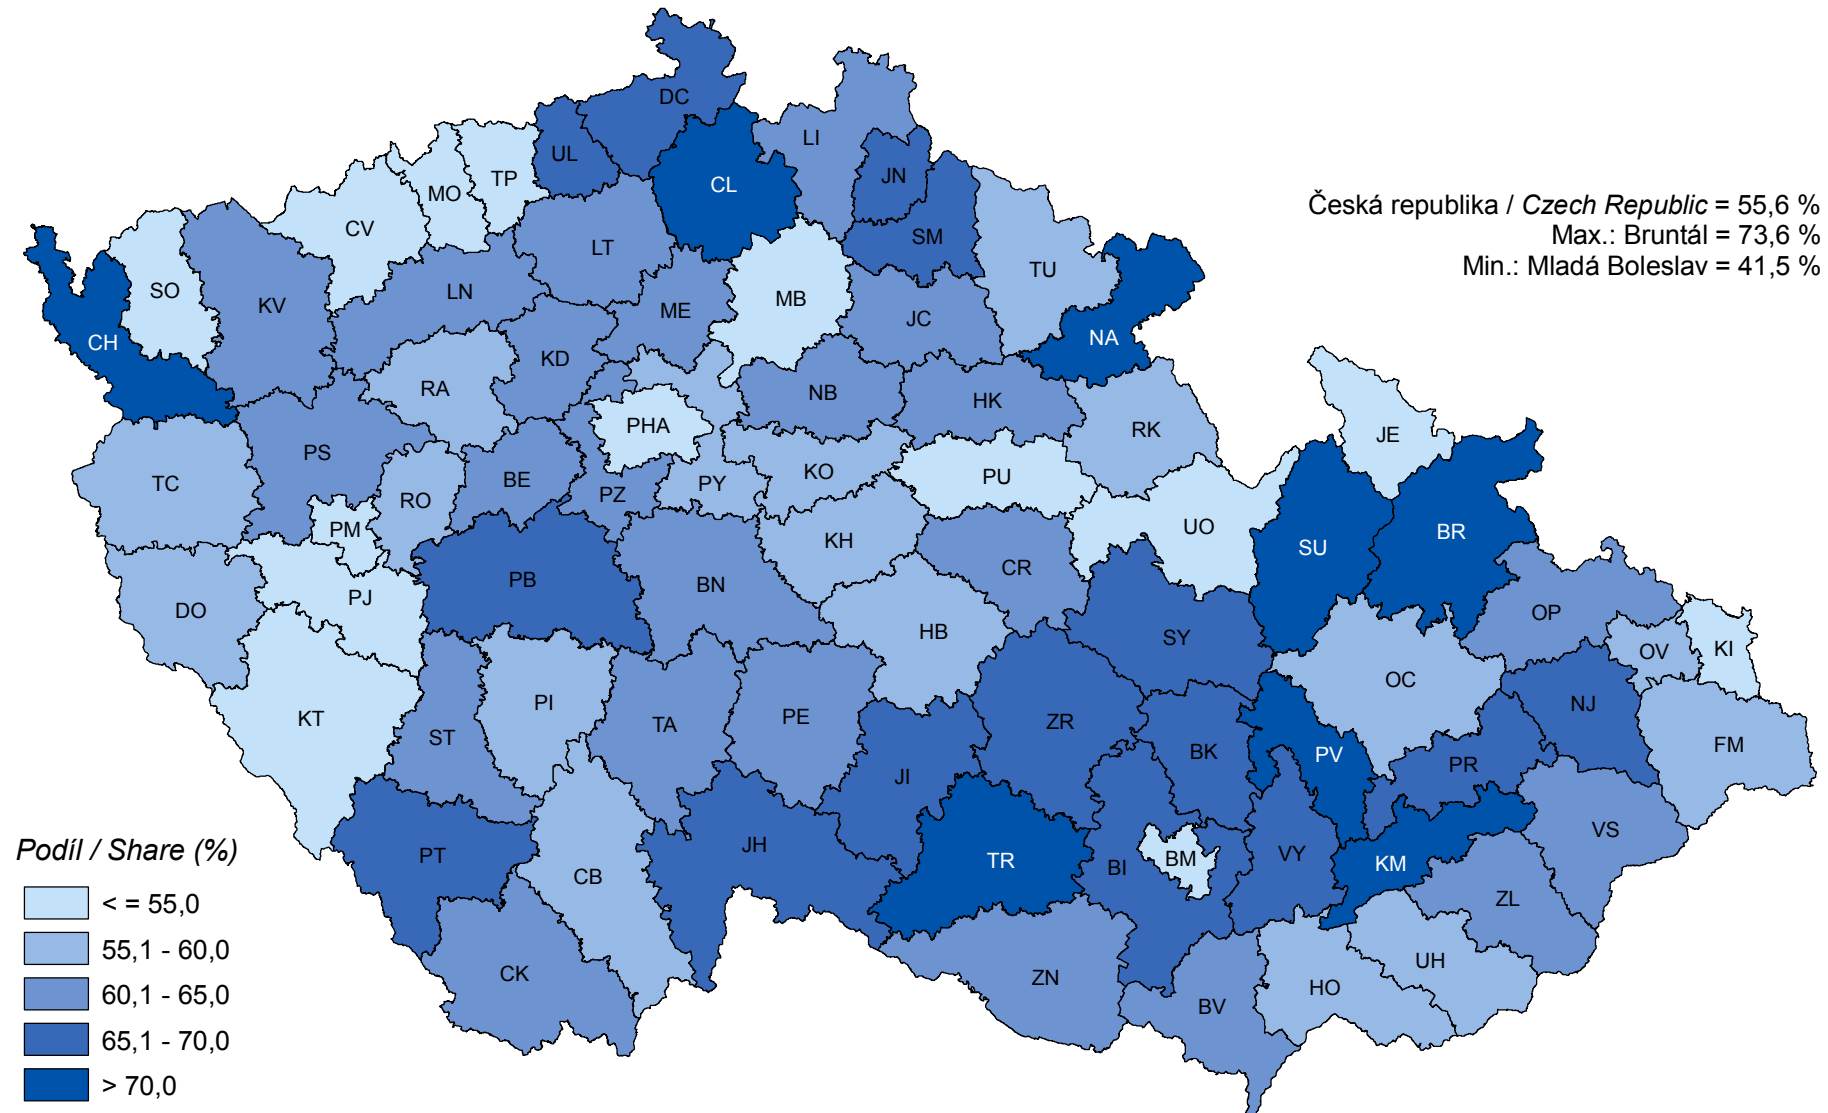 DC
LI
UL
JN
TP
CL
MO
CV
SM
LT
TU
Česká republika / Czech Republic = 55,6 %
Max.: Bruntál = 73,6 %
Min.: Mladá Boleslav = 41,5 %
SO
KV
LN
MB
ME
JC
CH
NA
KD
RA
NB
HK
PHA
RK
JE
PS
TC
KO
PU
BE
PZ
PY
RO
PM
UO
BR
SU
KH
CR
PB
BN
PJ
DO
OP
HB
SY
OV
KI
OC
KT
PI
NJ
ST
TA
PE
ZR
BK
PV
FM
PR
JI
VS
JH
PT
TR
BM
VY
KM
BI
CB
ZL
UH
CK
ZN
HO
BV
Podíl / Share (%)
< = 55,0
55,1 - 60,0
60,1 - 65,0
65,1 - 70,0
> 70,0